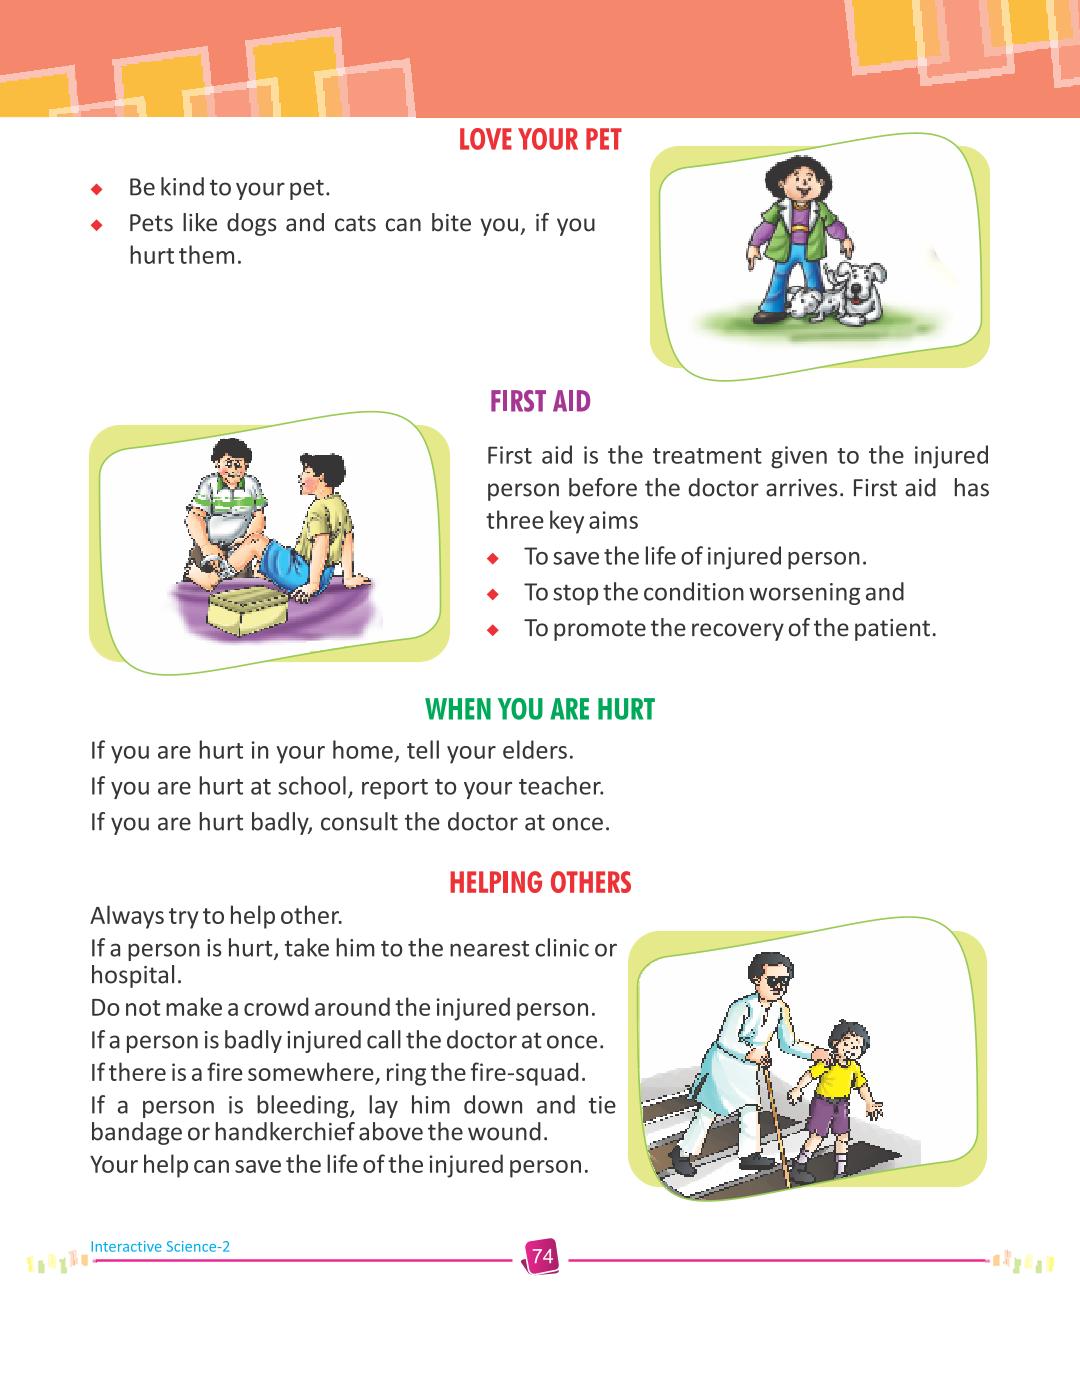 LOVE YOUR PET
◆ Be kind to your pet.
◆ Pets like dogs and cats can bite you, if you
hurt them.
FIRST AID
First aid is the treatment given to the injured
person before the doctor arrives. First aid has
three key aims
◆ To save the life of injured person.
◆ To stop the condition worsening and
◆ To promote the recovery of the patient.
WHEN YOU ARE HURT
If you are hurt in your home, tell your elders.
If you are hurt at school, report to your teacher.
If you are hurt badly, consult the doctor at once.
HELPING OTHERS
Always try to help other.
If a person is hurt, take him to the nearest clinic or
hospital.
Do not make a crowd around the injured person.
If a person is badly injured call the doctor at once.
If there is a fire somewhere, ring the fire-squad.
If a person is bleeding, lay him down and tie
bandage or handkerchief above the wound.
Your help can save the life of the injured person.
Interactive Science-2
74